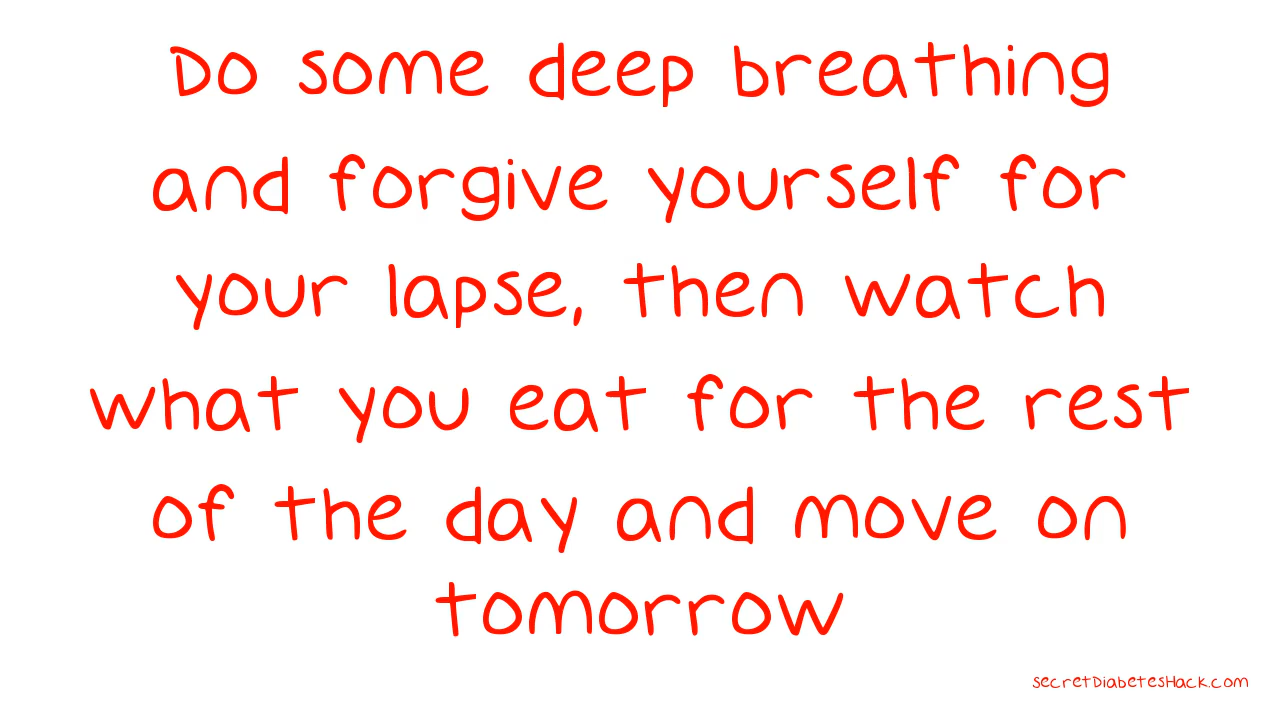 Do some deep breathing
and forgive yourself for
your lapse, then watch
what you eat for the rest
of the day and move on
tomorrow
secretDiabetesHack.com